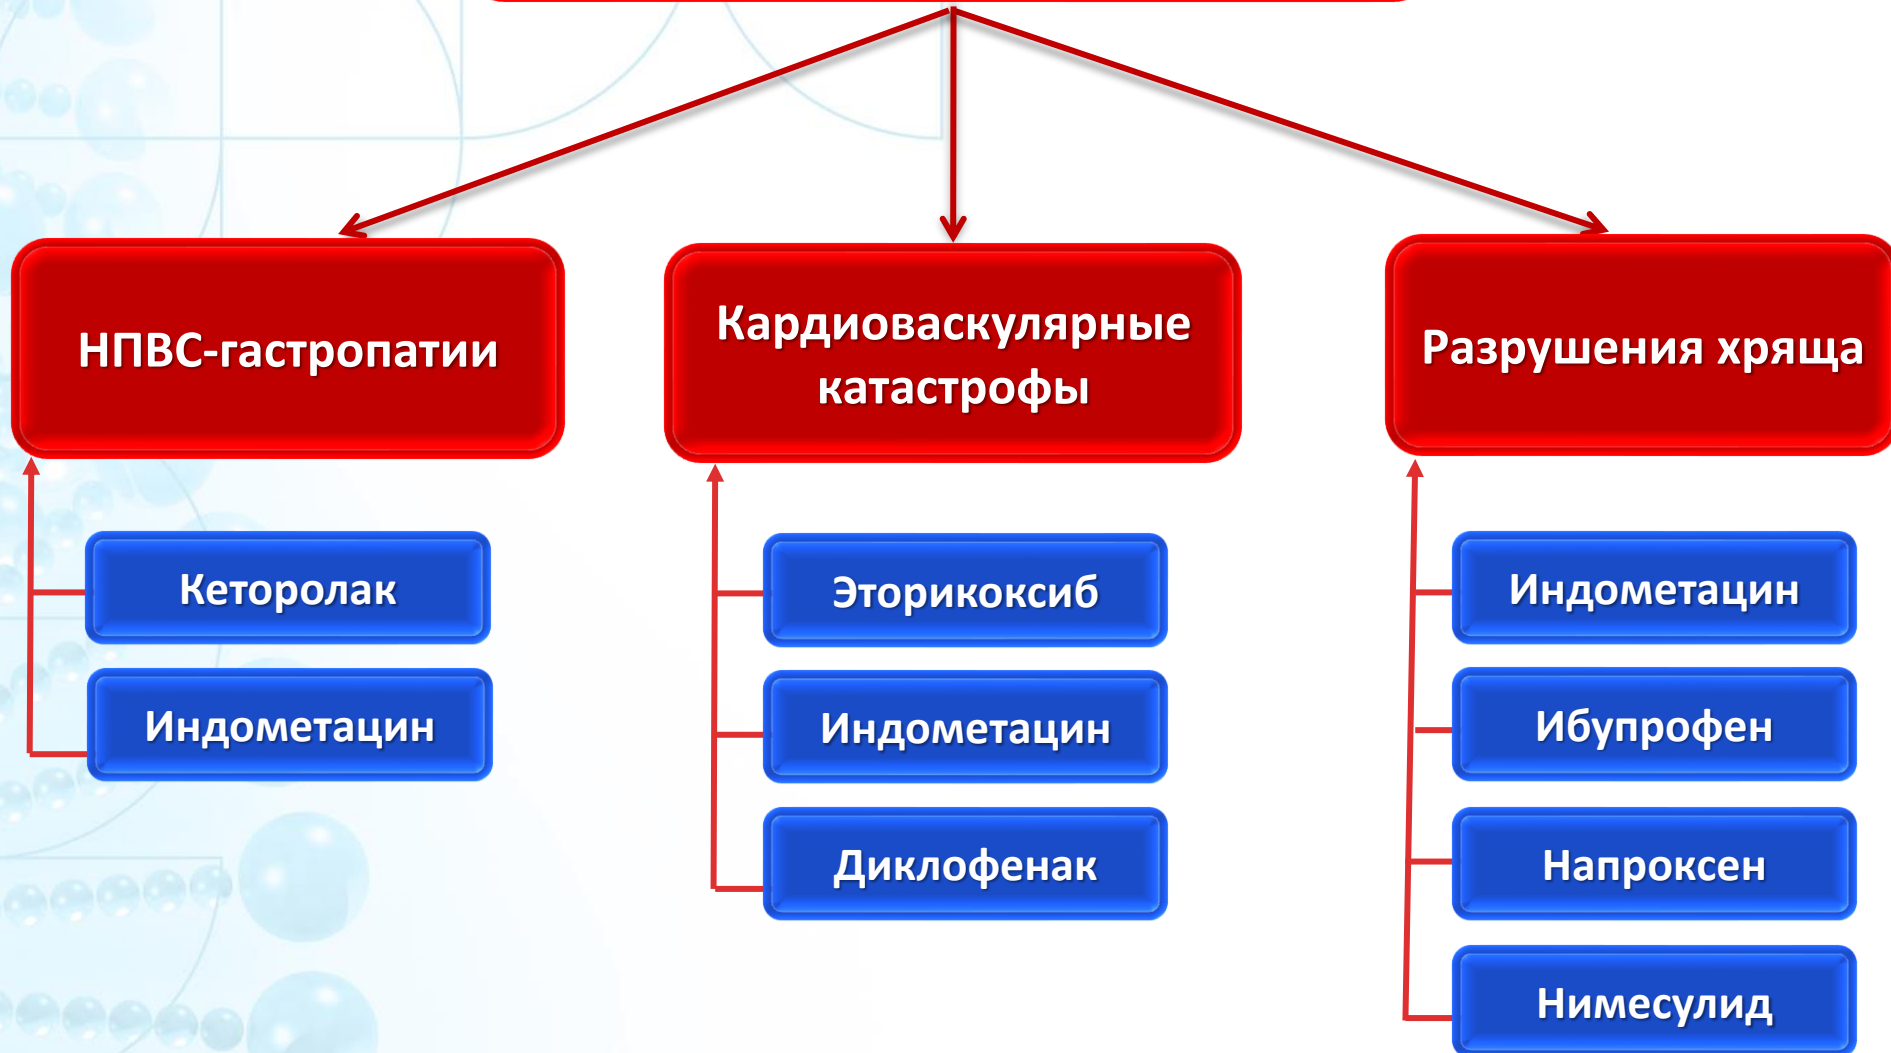 НПВС-гастропатии
Кардиоваскулярные
катастрофы
Разрушения хряща
Кеторолак
Индометацин
Эторикоксиб
Индометацин
Диклофенак
Индометацин
Ибупрофен
Напроксен
Нимесулид